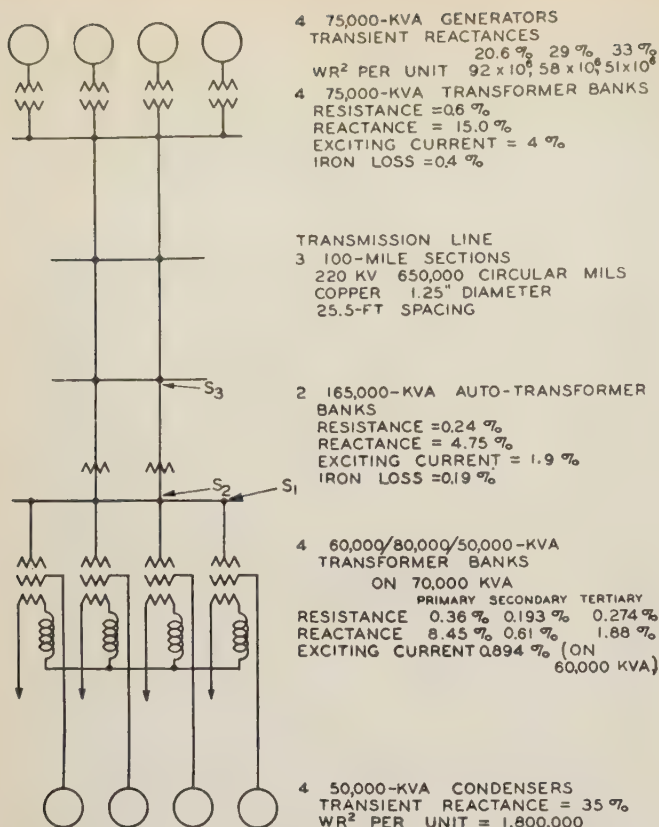 4 75,000-KVA GENERATORS
TRANSIENT REACTANCES
20.6 % 29 % 33 %
WR² PER UNIT 92 x 10⁶, 58 x 10⁶, 51x10⁶
4 75,000-KVA TRANSFORMER BANKS
RESISTANCE =0.6 %
REACTANCE = 15.0 %
EXCITING CURRENT = 4 %
IRON LOSS =0.4 %
TRANSMISSION LINE
3 100-MILE SECTIONS
220 KV 650,000 CIRCULAR MILS
COPPER 1.25" DIAMETER
25.5-FT SPACING
S₃
2 165,000-KVA AUTO-TRANSFORMER
BANKS
RESISTANCE =0.24 %
REACTANCE = 4.75 %
EXCITING CURRENT = 1.9 %
IRON LOSS =0.19 %
S₂ S₁
4 60,000/80,000/50,000-KVA
TRANSFORMER BANKS
ON 70,000 KVA
PRIMARY SECONDARY TERTIARY
RESISTANCE 0.36 % 0.193 % 0.274 %
REACTANCE 8.45 % 0.61 % 1.88 %
EXCITING CURRENT 0.894 % (ON
60,000 KVA)
4 50,000-KVA CONDENSERS
TRANSIENT REACTANCE = 35 %
WR² PER UNIT = 1,800,000